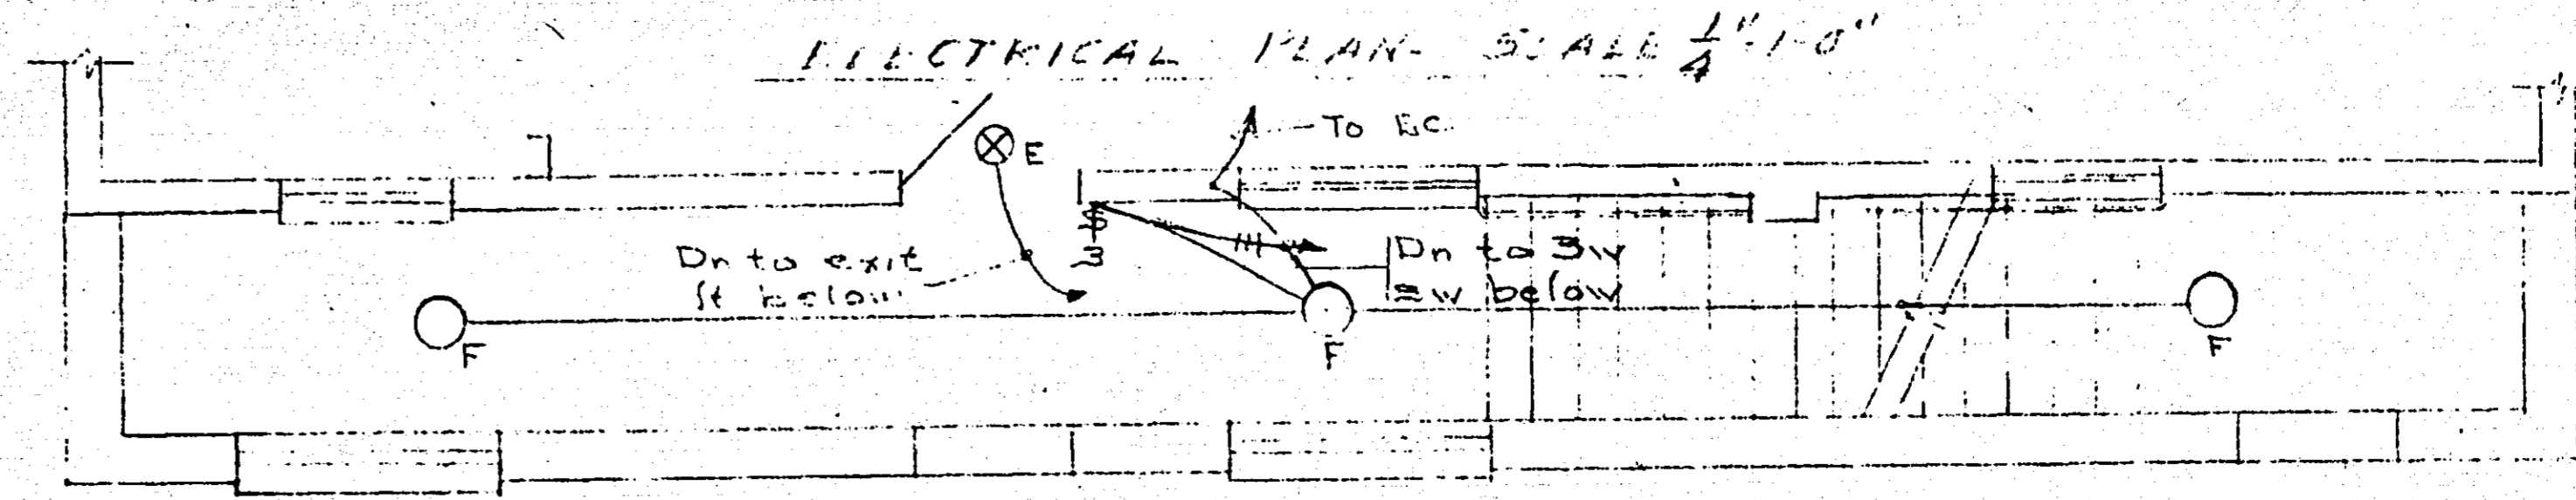 ELECTRICAL PLAN- SCALE 1/4"-1'-0"
To EC.
E
$
3
Dn to exit
lt below
Dn to 3w
sw below
F
F
F